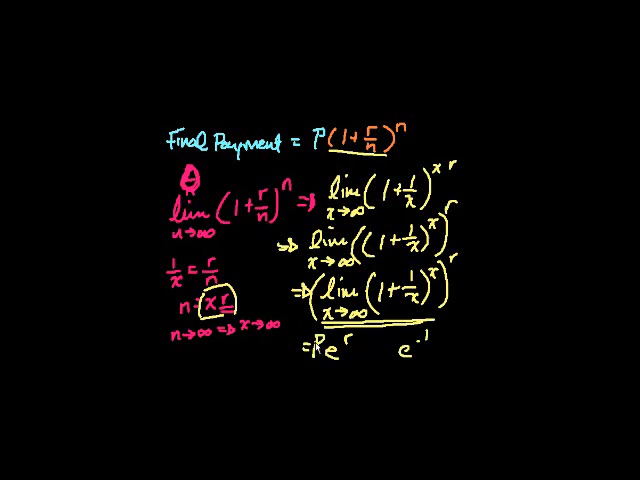 Final Payment = P(1+r/n)^n
lim n→∞ (1+r/n)^n ⇒ lim x→∞ (1+1/x)^xr
⇒ lim x→∞ ((1+1/x)^x)^r
1/x = r/n
⇒ (lim x→∞ (1+1/x)^x)^r
n = xr
n→∞ ⇒ x→∞
= Pe^r e^-1